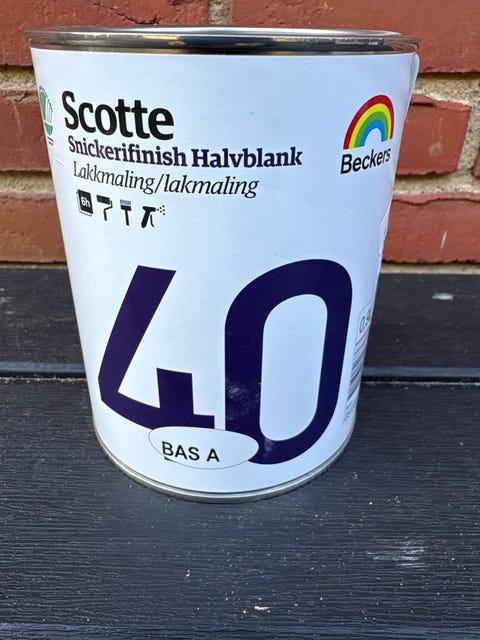 Scotte
Snickerifinish Halvblank
Lakkmaling/lakmaling
6h
Beckers
40
BAS A